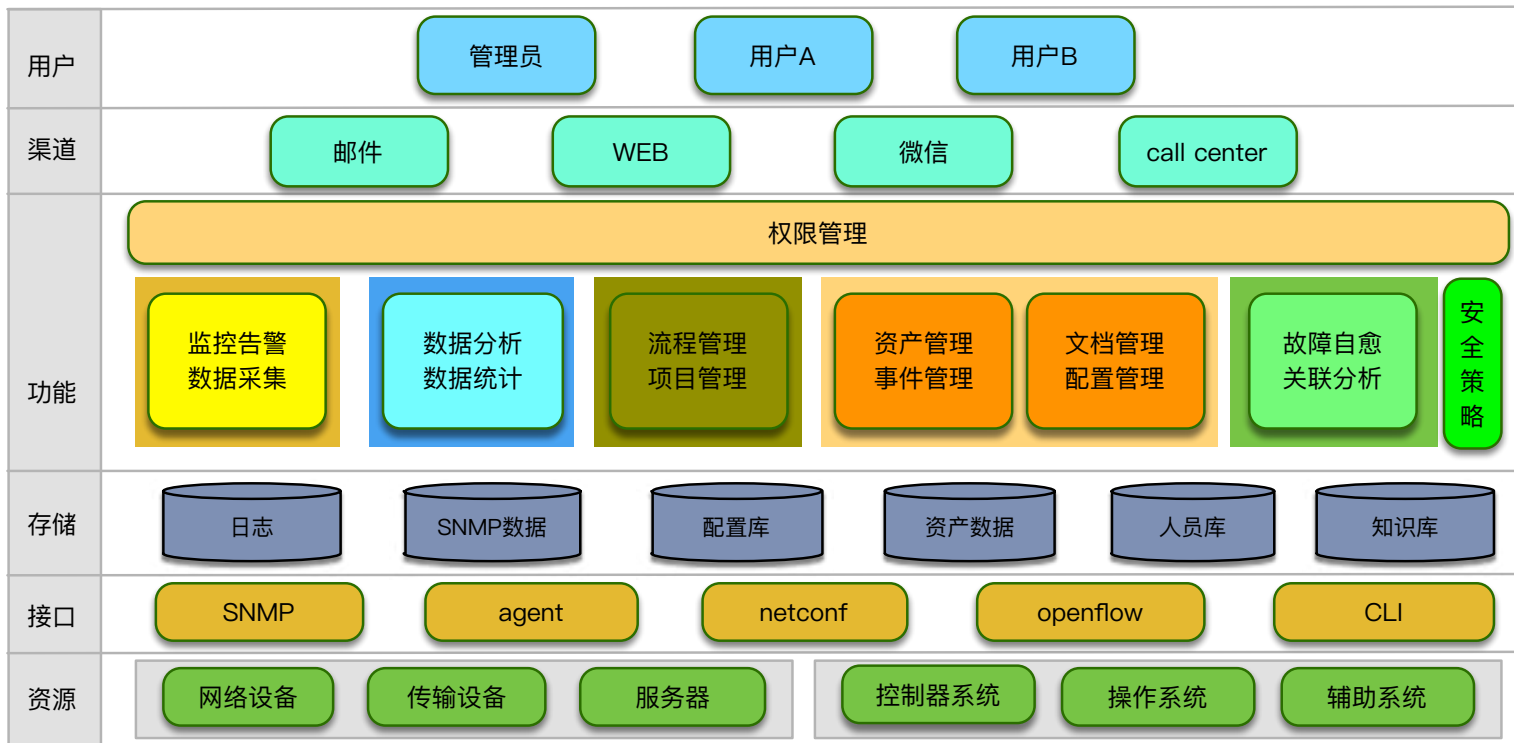 用户
管理员
用户A
用户B
渠道
邮件
WEB
微信
call center
功能
权限管理
监控告警
数据采集
数据分析
数据统计
流程管理
项目管理
资产管理
事件管理
文档管理
配置管理
故障自愈
关联分析
安
全
策
略
存储
日志
SNMP数据
配置库
资产数据
人员库
知识库
接口
SNMP
agent
netconf
openflow
CLI
资源
网络设备
传输设备
服务器
控制器系统
操作系统
辅助系统